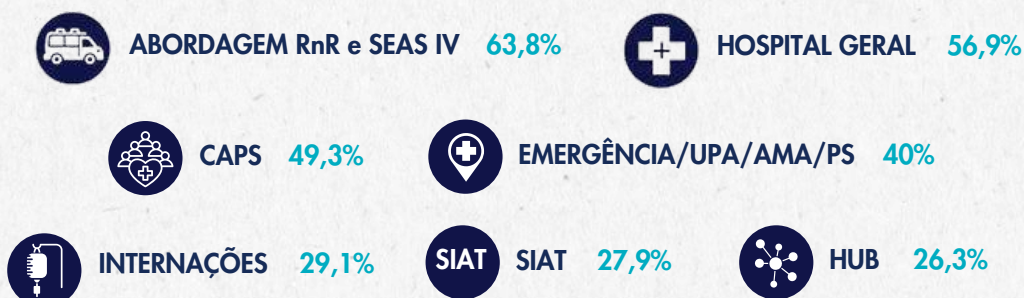 ABORDAGEM RnR e SEAS IV 63,8%
HOSPITAL GERAL 56,9%
CAPS 49,3%
EMERGÊNCIA/UPA/AMA/PS 40%
INTERNAÇÕES 29,1%
SIAT SIAT 27,9%
HUB 26,3%